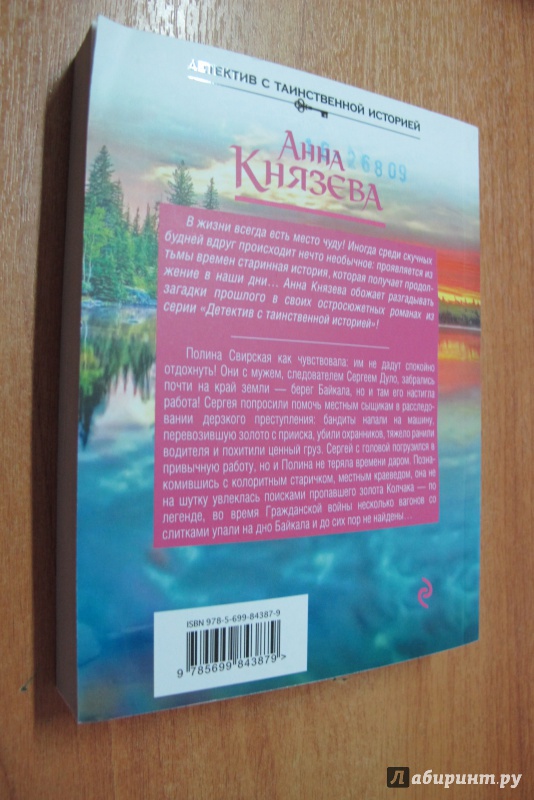 ДЕТЕКТИВ С ТАИНСТВЕННОЙ ИСТОРИЕЙ
АННА
КНЯЗЕВА
26809
В жизни всегда есть место чуду! Иногда среди скучных
будней вдруг происходит нечто необычное: проявляется из
тьмы времен старинная история, которая получает продол-
жение в наши дни... Анна Князева обожает разгадывать
загадки прошлого в своих остросюжетных романах из
серии «Детектив с таинственной историей»!
Полина Свирская как чувствовала: им не дадут спокойно
отдохнуть! Они с мужем, следователем Сергеем Дуло, забрались
почти на край земли — берег Байкала, но и там его настигла
работа! Сергея попросили помочь местным сыщикам в расследо-
вании дерзкого преступления: бандиты напали на машину,
перевозившую золото с прииска, убили охранников, тяжело ранили
водителя и похитили ценный груз. Сергей с головой погрузился в
привычную работу, но и Полина не теряла времени даром. Позна-
комившись с колоритным старичком, местным краеведом, она не
на шутку увлеклась поисками пропавшего золота Колчака — по
легенде, во время Гражданской войны несколько вагонов со
слитками упали на дно Байкала и до сих пор не найдены...
ISBN 978-5-699-84387-9
9 785699 843879 >
Лабиринт.ру